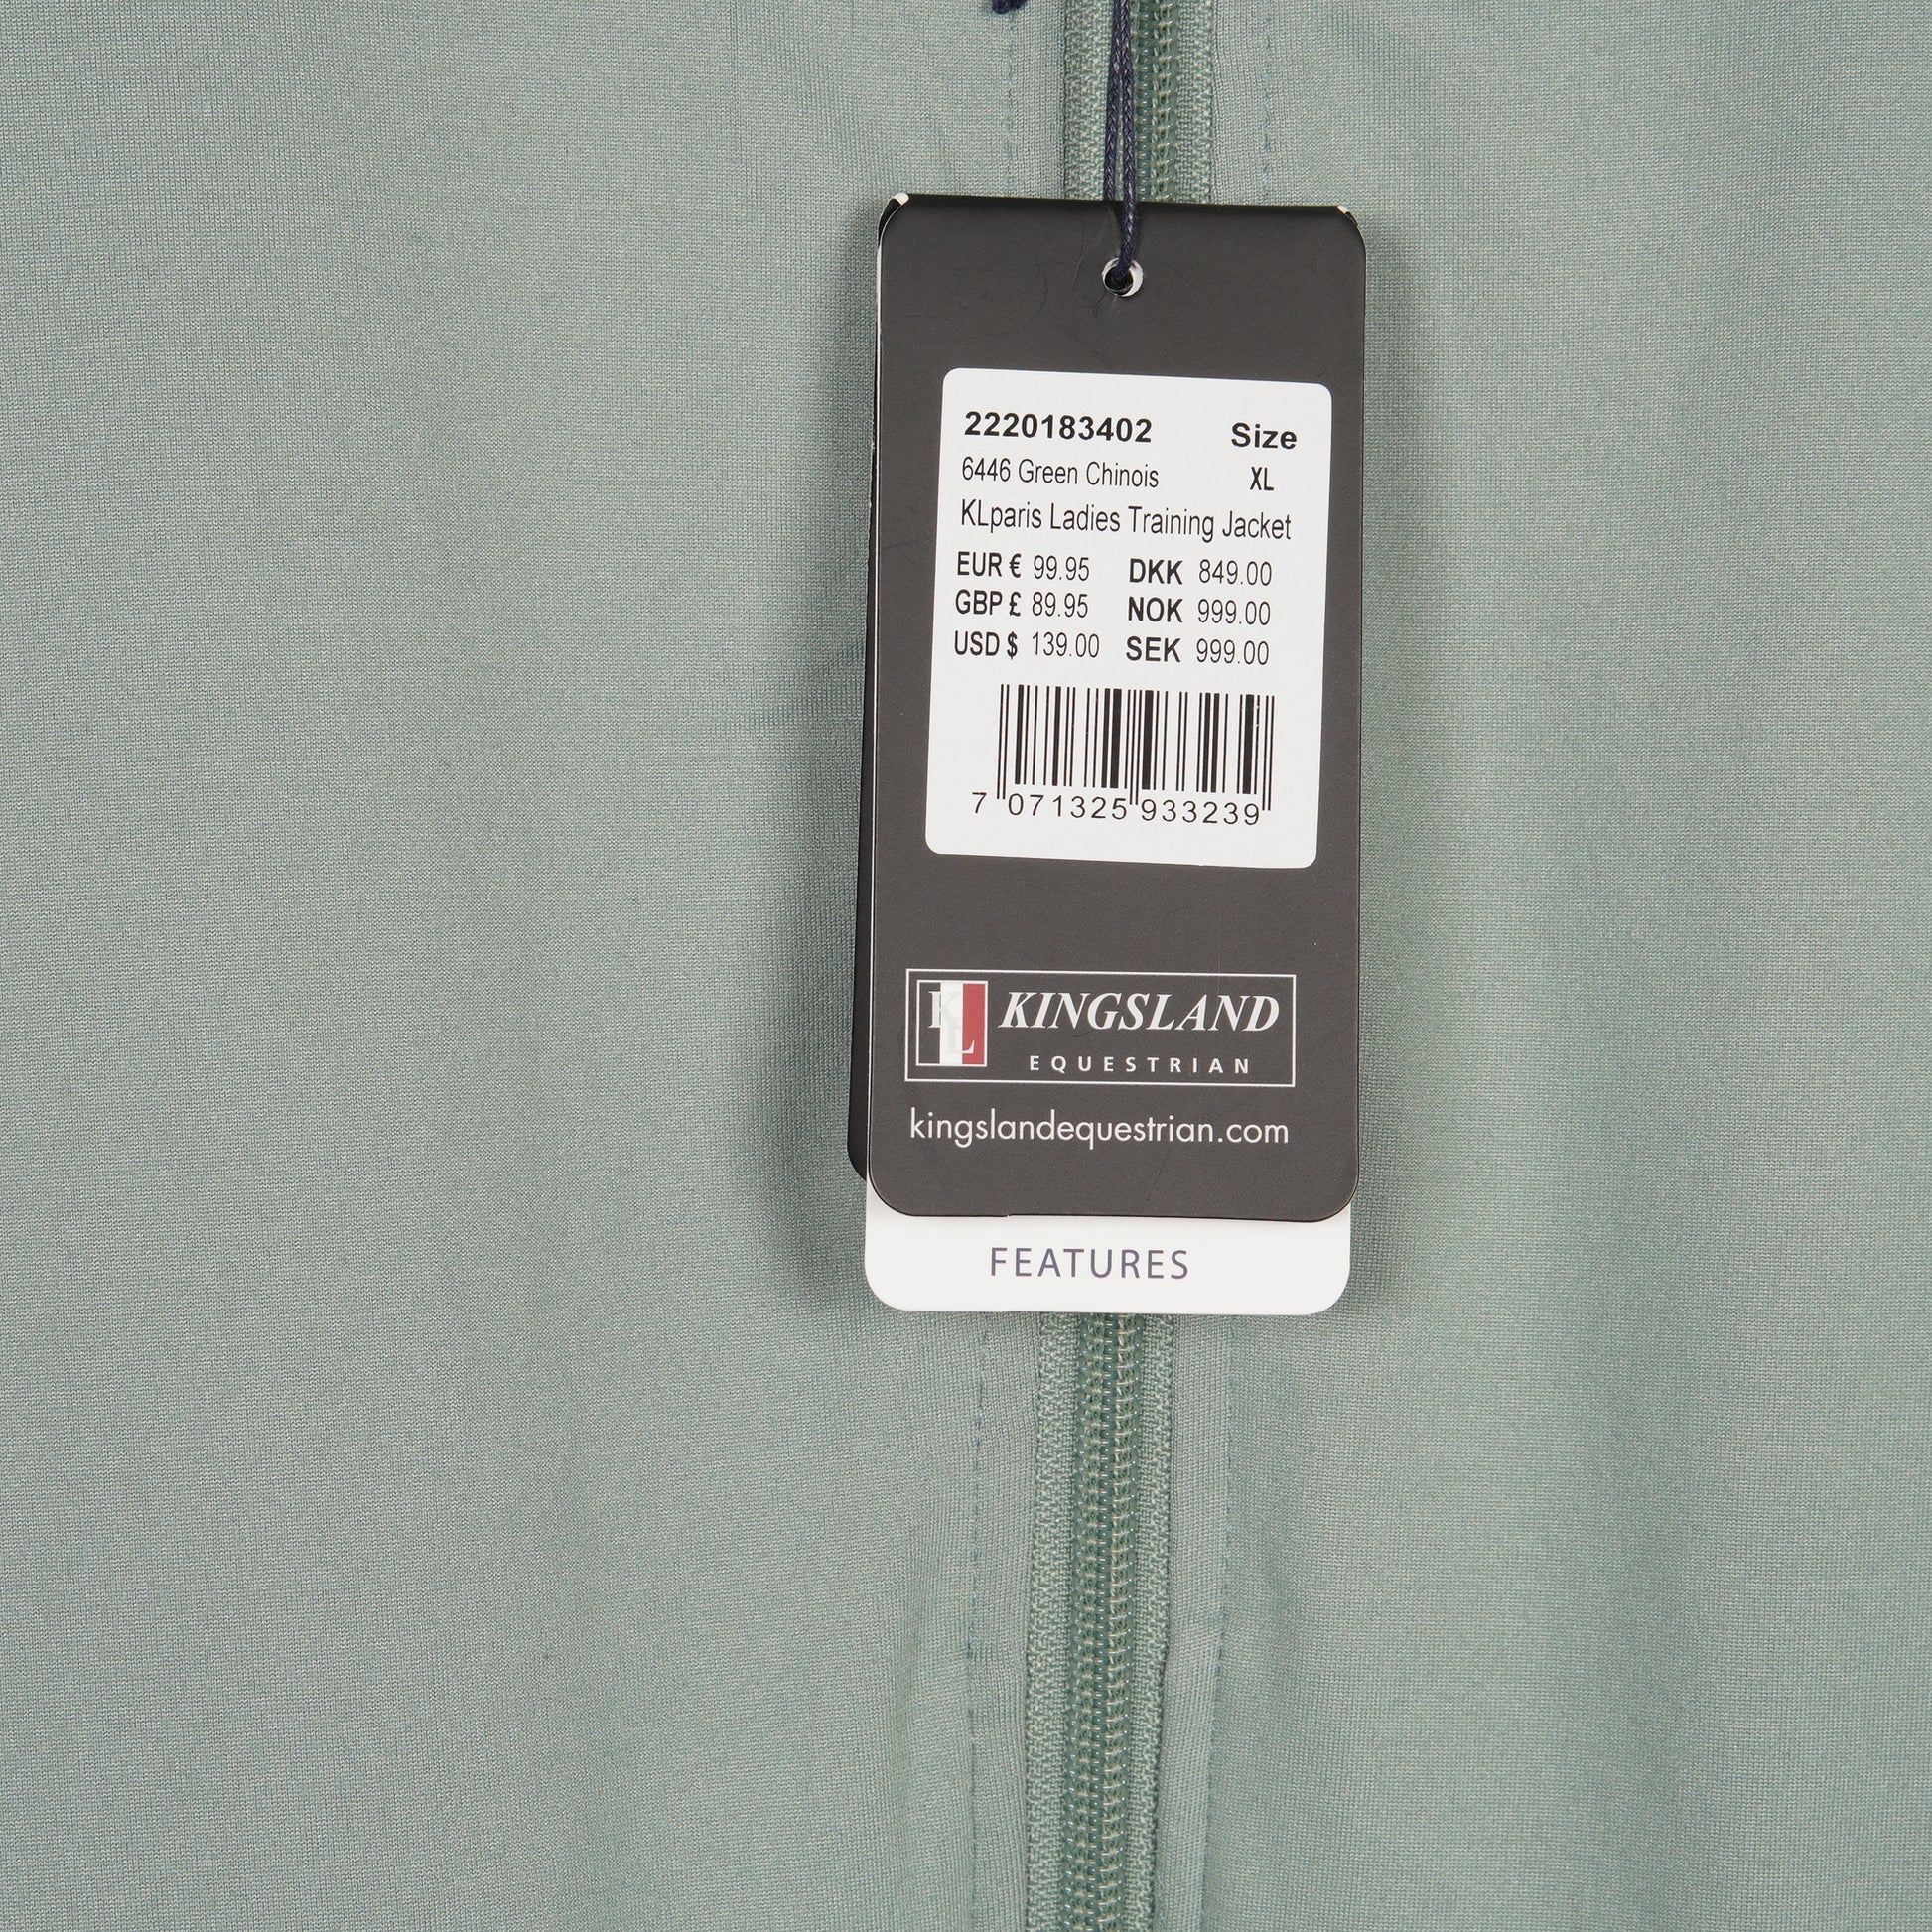 2220183402 Size
6446 Green Chinois XL
KLparis Ladies Training Jacket
EUR € 99.95 DKK 849.00
GBP £ 89.95 NOK 999.00
USD $ 139.00 SEK 999.00
7 071325 933239
KL KINGSLAND
EQUESTRIAN
kingslandequestrian.com
FEATURES